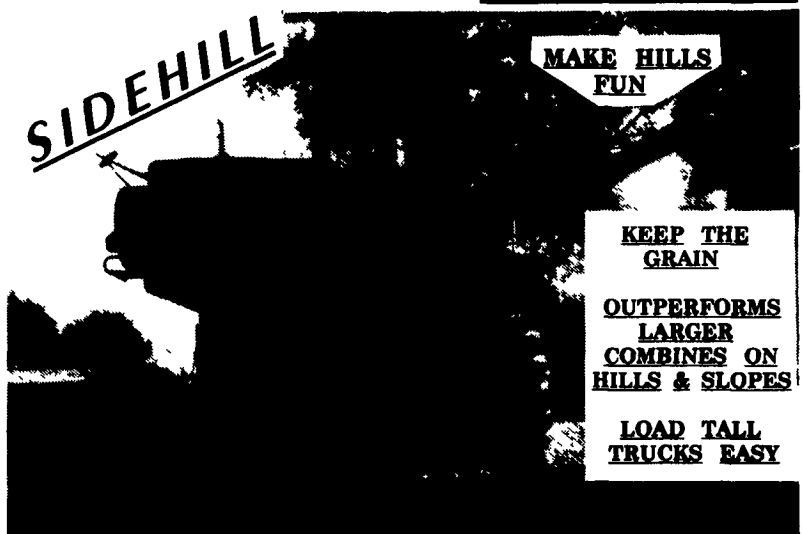 SIDEHILL
MAKE HILLS
FUN
KEEP THE
GRAIN
OUTPERFORMS
LARGER
COMBINES ON
HILLS & SLOPES
LOAD TALL
TRUCKS EASY